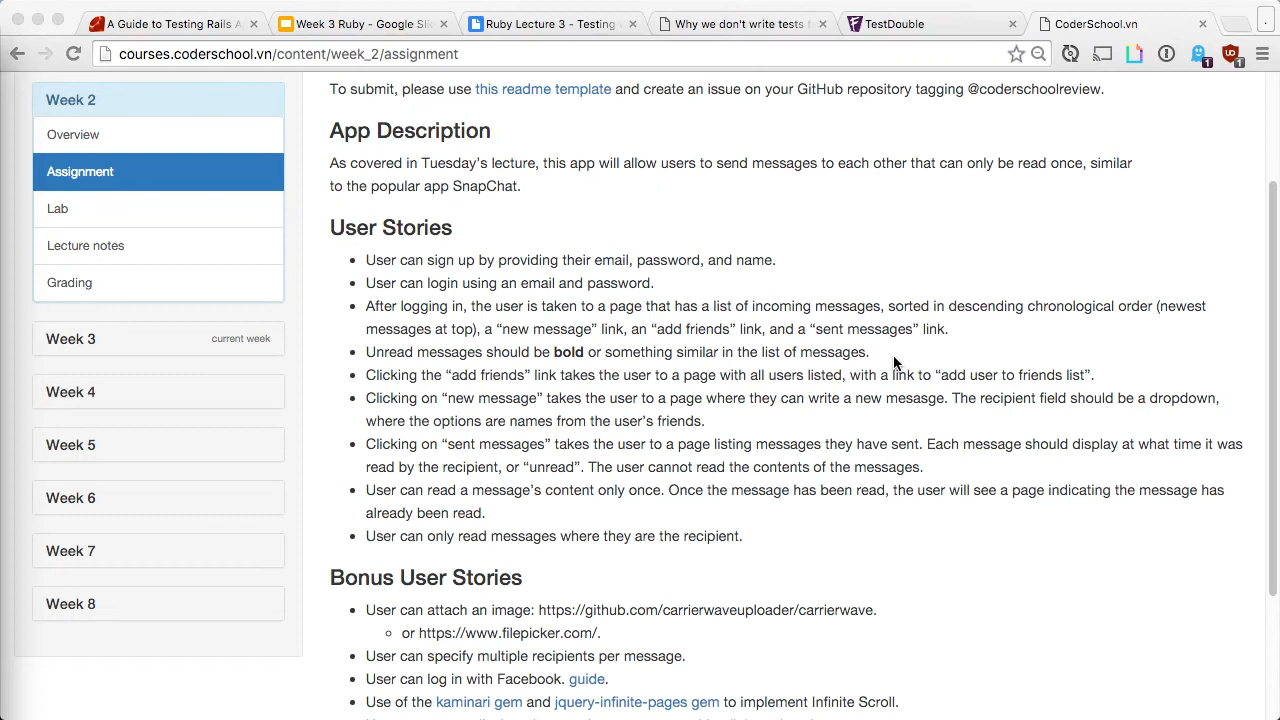 A Guide to Testing Rails A
Week 3 Ruby - Google Slid
Ruby Lecture 3 - Testing
Why we don't write test
TestDouble
CoderSchool.vn
courses.coderschool.vn/content/week_2/assignment
1
1
Week 2
Overview
Assignment
Lab
Lecture notes
Grading
Week 3 current week
Week 4
Week 5
Week 6
Week 7
Week 8
To submit, please use this readme template and create an issue on your GitHub repository tagging @coderschoolreview.
App Description
As covered in Tuesday's lecture, this app will allow users to send messages to each other that can only be read once, similar
to the popular app SnapChat.
User Stories
• User can sign up by providing their email, password, and name.
• User can login using an email and password.
• After logging in, the user is taken to a page that has a list of incoming messages, sorted in descending chronological order (newest
messages at top), a “new message” link, an “add friends” link, and a “sent messages” link.
• Unread messages should be bold or something similar in the list of messages.
• Clicking the “add friends” link takes the user to a page with all users listed, with a link to “add user to friends list”.
• Clicking on “new message” takes the user to a page where they can write a new mesasge. The recipient field should be a dropdown,
where the options are names from the user's friends.
• Clicking on “sent messages” takes the user to a page listing messages they have sent. Each message should display at what time it was
read by the recipient, or “unread”. The user cannot read the contents of the messages.
• User can read a message's content only once. Once the message has been read, the user will see a page indicating the message has
already been read.
• User can only read messages where they are the recipient.
Bonus User Stories
• User can attach an image: https://github.com/carrierwaveuploader/carrierwave.
○ or https://www.filepicker.com/.
• User can specify multiple recipients per message.
• User can log in with Facebook. guide.
• Use of the kaminari gem and jquery-infinite-pages gem to implement Infinite Scroll.